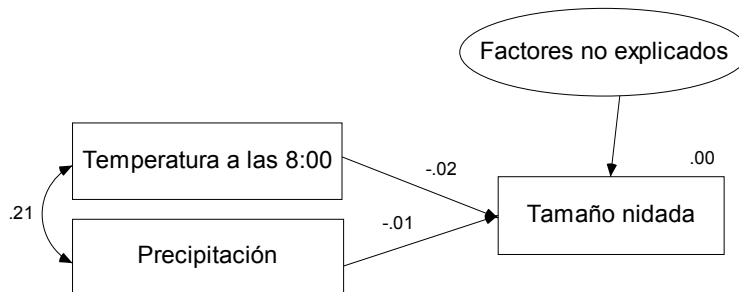 Factores no explicados
Temperatura a las 8:00
-.02
.00
.21
-.01
Tamaño nidada
Precipitación